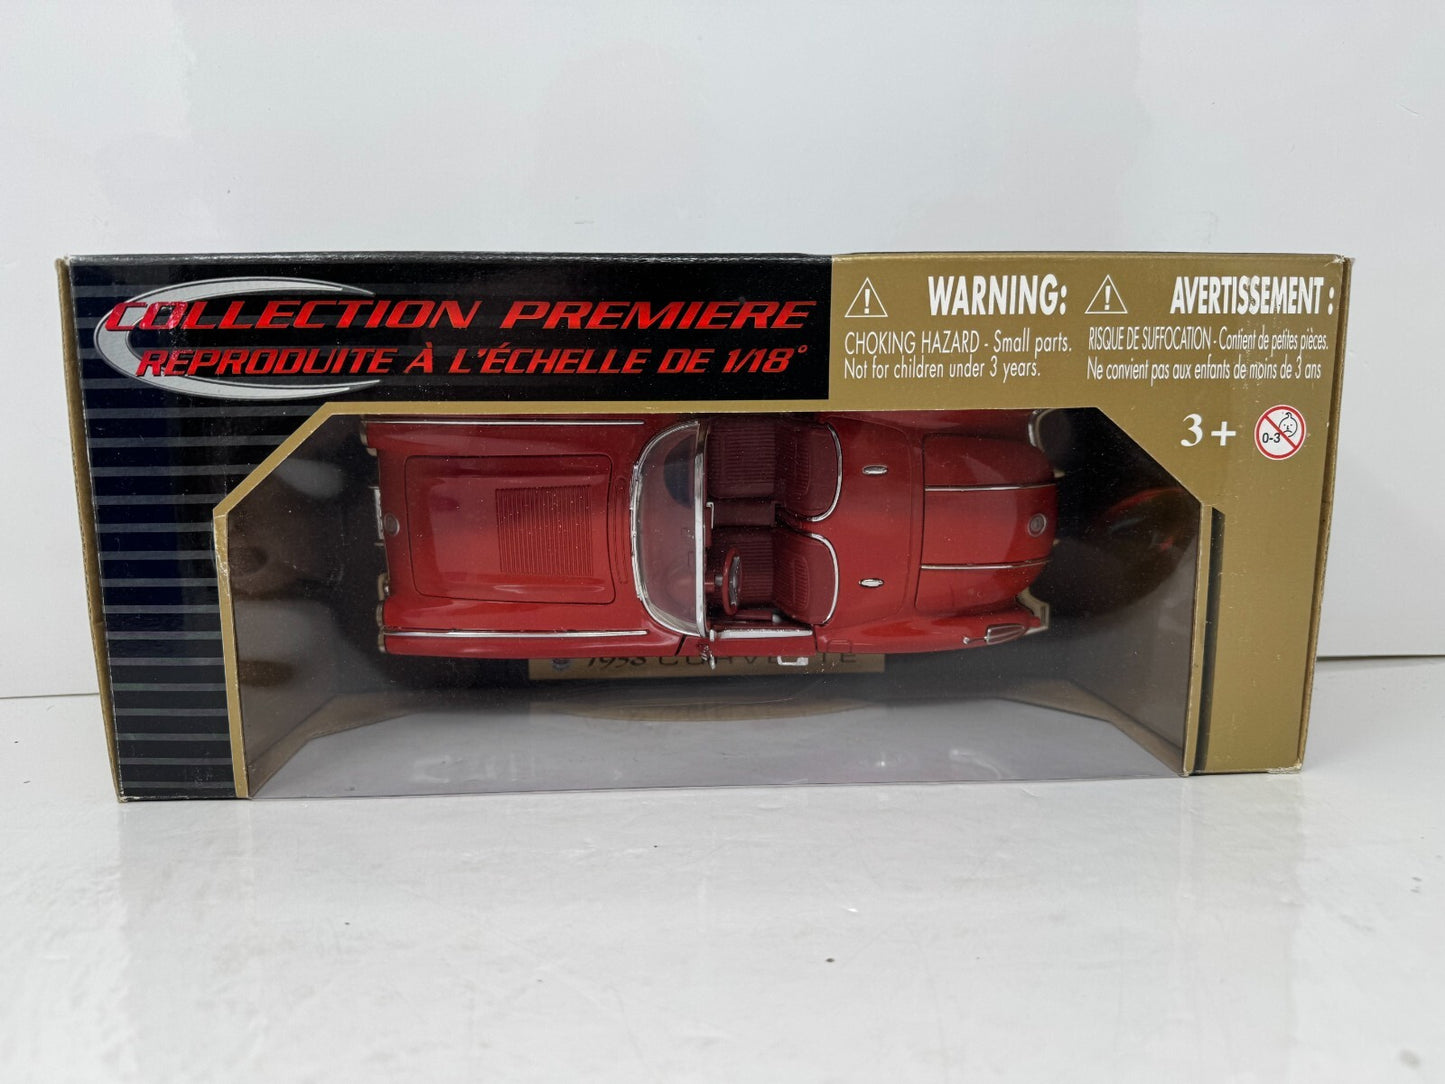 COLLECTION PREMIERE
REPRODUITE À L'ÉCHELLE DE 1/18°
WARNING:
CHOKING HAZARD - Small parts.
Not for children under 3 years.
AVERTISSEMENT :
RISQUE DE SUFFOCATION - Contient de petites pièces.
Ne convient pas aux enfants de moins de 3 ans
3+
0-3
1958 CORVETTE